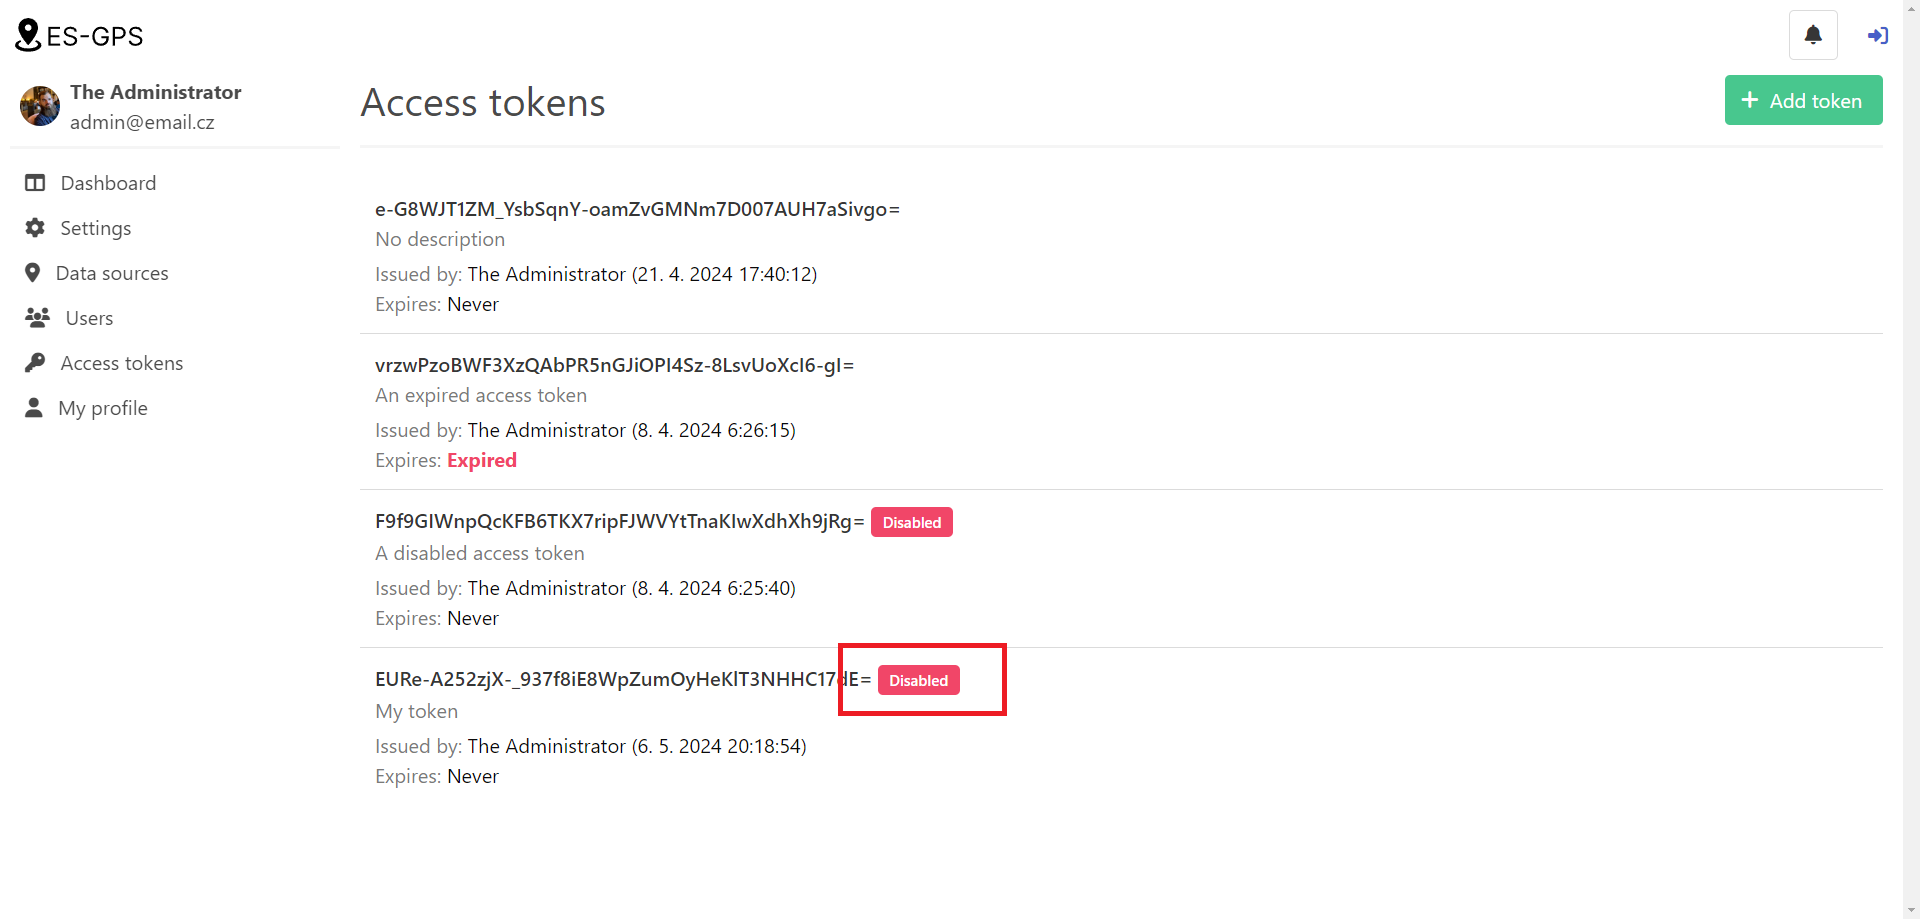 ES-GPS
The Administrator
admin@email.cz
Dashboard
Settings
Data sources
Users
Access tokens
My profile
Access tokens
+ Add token
e-G8WJT1ZM_YsbSqnY-oamZvGMNm7D007AUH7aSivgo=
No description
Issued by: The Administrator (21. 4. 2024 17:40:12)
Expires: Never
vrzwPzoBWF3XzQAbPR5nGJiOPI4Sz-8LsvUoXcI6-gI=
An expired access token
Issued by: The Administrator (8. 4. 2024 6:26:15)
Expires: Expired
F9f9GIWnpQcKFB6TKX7ripFJWVYtTnaKIwXdhXh9jRg= Disabled
A disabled access token
Issued by: The Administrator (8. 4. 2024 6:25:40)
Expires: Never
EURe-A252zjX-_937f8iE8WpZumOyHeKlT3NHHC17dE= Disabled
My token
Issued by: The Administrator (6. 5. 2024 20:18:54)
Expires: Never